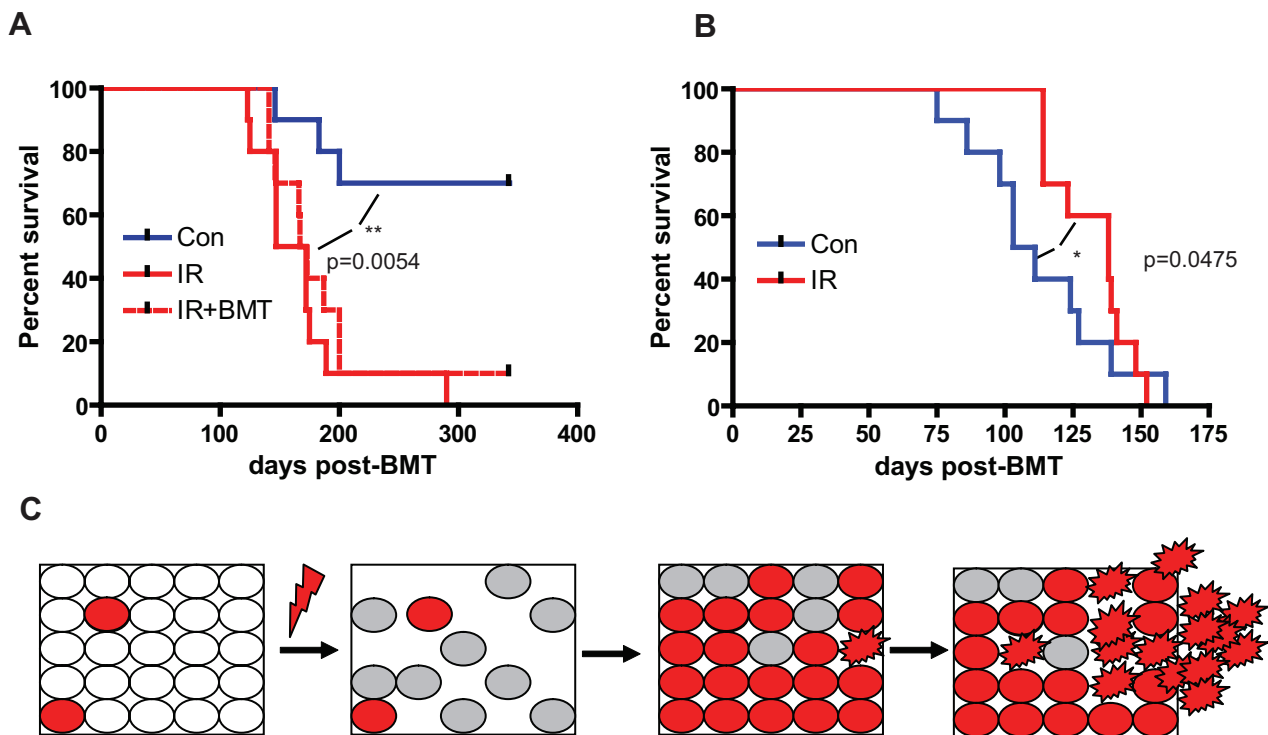 A
Percent survival
100
80
60
40
20
0
Con
IR
IR+BMT
**
p=0.0054
0 100 200 300 400
days post-BMT
B
Percent survival
100
80
60
40
20
0
Con
IR
*
p=0.0475
0 25 50 75 100 125 150 175
days post-BMT
C